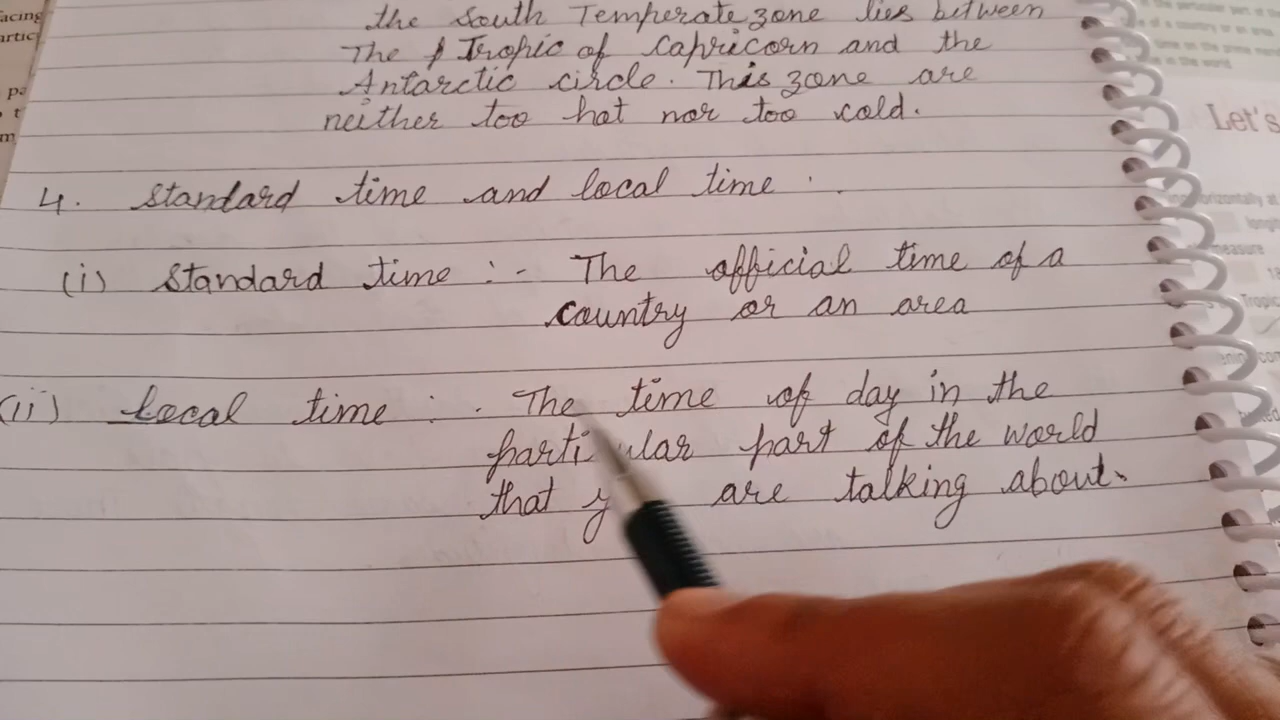 the South Temperate zone lies between
The Tropic of Capricorn and the
Antarctic circle. This zone are
neither too hot nor too cold.
4. Standard time and local time :
(i) Standard time :- The official time of a
country or an area
(ii) Local time :- The time of day in the
particular part of the world
that are talking about.
Let's
measure